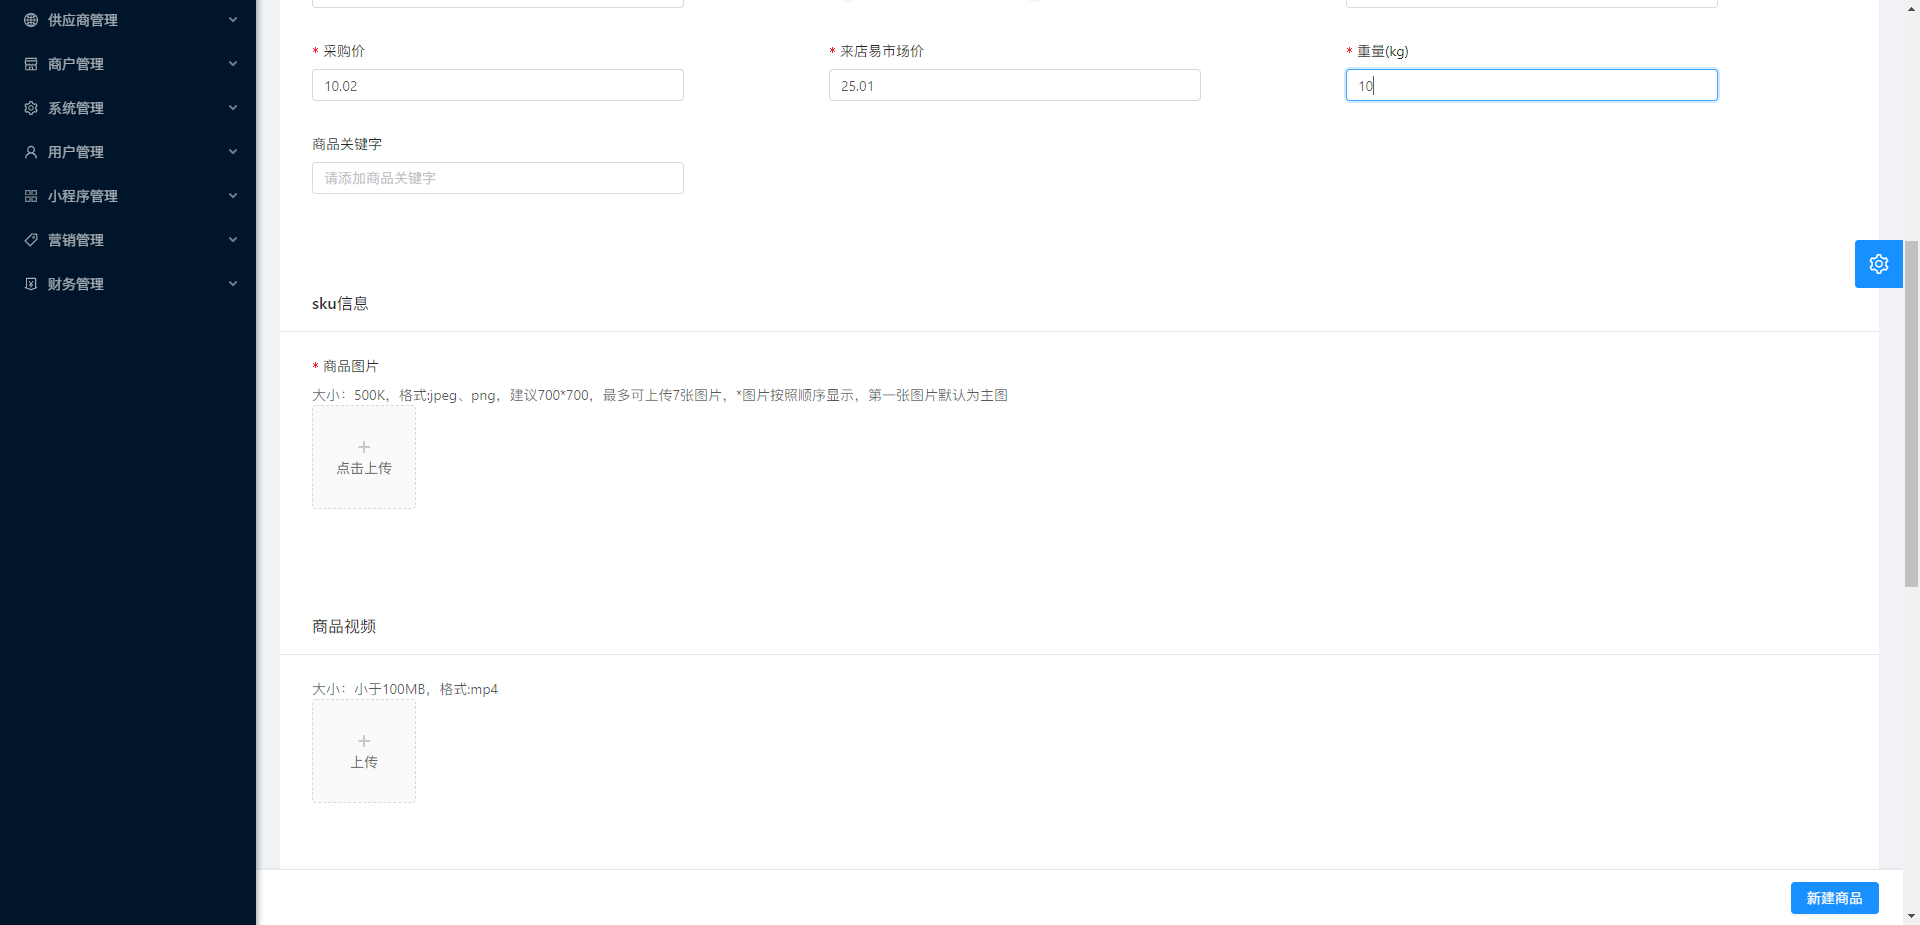 供应商管理
商户管理
系统管理
用户管理
小程序管理
营销管理
财务管理
* 采购价
* 来店易市场价
* 重量(kg)
10.02
25.01
10
商品关键字
请添加商品关键字
sku信息
* 商品图片
大小：500K，格式:jpeg、png，建议700*700，最多可上传7张图片，*图片按照顺序显示，第一张图片默认为主图
点击上传
商品视频
大小：小于100MB，格式:mp4
上传
新建商品